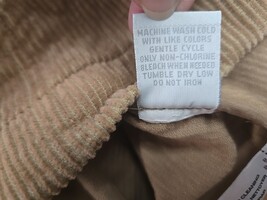 MACHINE WASH COLD
WITH LIKE COLORS
GENTLE CYCLE
ONLY NON-CHLORINE
BLEACH WHEN NEEDED
TUMBLE DRY LOW
DO NOT IRON